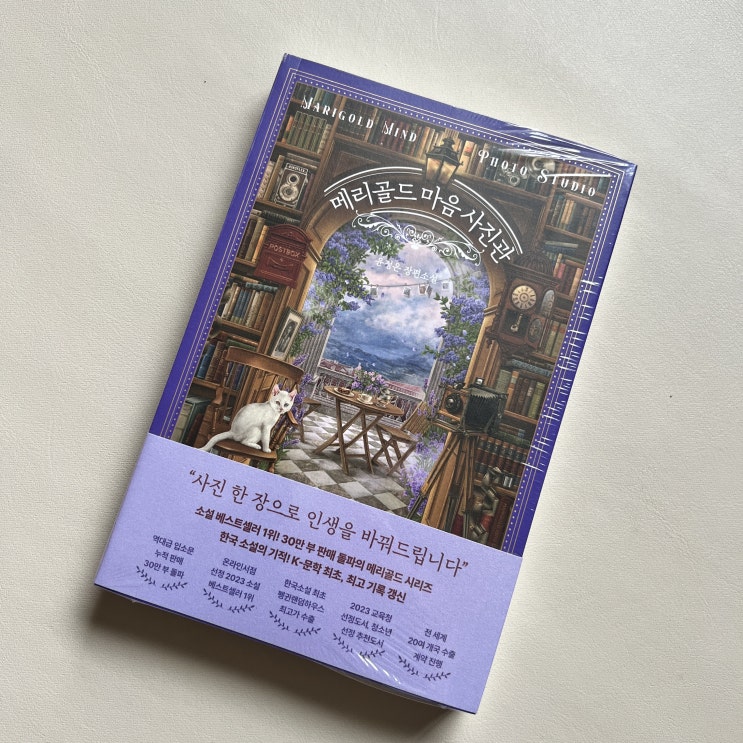 MARIGOLD MIND
PHOTO STUDIO
메리골드 마음 사진관
윤정은 장편소설
POSTBOX
“사진 한 장으로 인생을 바꿔드립니다”
소설 베스트셀러 1위! 30만 부 판매 돌파의 메리골드 시리즈
한국 소설의 기적! K-문학 최초, 최고 기록 갱신
역대급 입소문
누적 판매
30만 부 돌파
온라인서점
선정 2023 소설
베스트셀러 1위
한국소설 최초
펭귄랜덤하우스
최고가 수출
2023 교육청
선정도서, 청소년
선정 추천도서
전 세계
20여 개국 수출
계약 진행